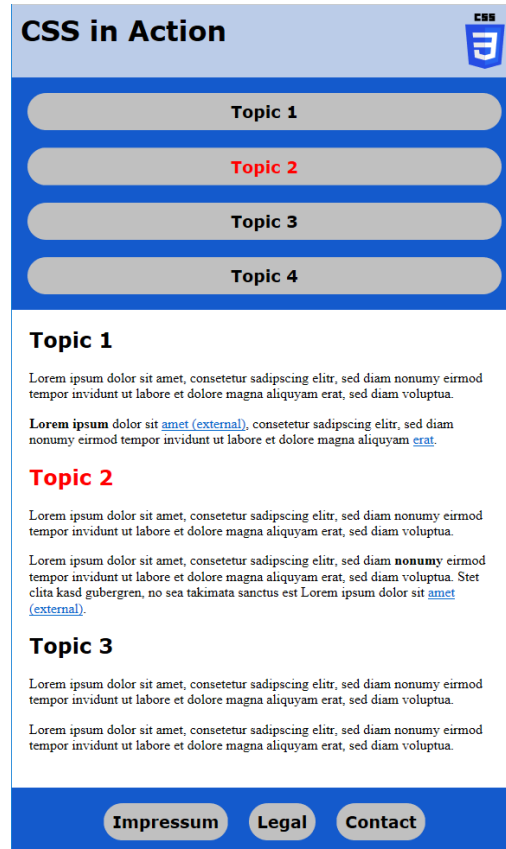 CSS in Action
CSS
Topic 1
Topic 2
Topic 3
Topic 4
Topic 1
Lorem ipsum dolor sit amet, consetetur sadipscing elitr, sed diam nonumy eirmod
tempor invidunt ut labore et dolore magna aliquyam erat, sed diam voluptua.
Lorem ipsum dolor sit amet (external), consetetur sadipscing elitr, sed diam
nonumy eirmod tempor invidunt ut labore et dolore magna aliquyam erat.
Topic 2
Lorem ipsum dolor sit amet, consetetur sadipscing elitr, sed diam nonumy eirmod
tempor invidunt ut labore et dolore magna aliquyam erat, sed diam voluptua.
Lorem ipsum dolor sit amet, consetetur sadipscing elitr, sed diam nonumy eirmod
tempor invidunt ut labore et dolore magna aliquyam erat, sed diam voluptua. Stet
clita kasd gubergren, no sea takimata sanctus est Lorem ipsum dolor sit amet
(external).
Topic 3
Lorem ipsum dolor sit amet, consetetur sadipscing elitr, sed diam nonumy eirmod
tempor invidunt ut labore et dolore magna aliquyam erat, sed diam voluptua.
Lorem ipsum dolor sit amet, consetetur sadipscing elitr, sed diam nonumy eirmod
tempor invidunt ut labore et dolore magna aliquyam erat, sed diam voluptua.
Impressum Legal Contact